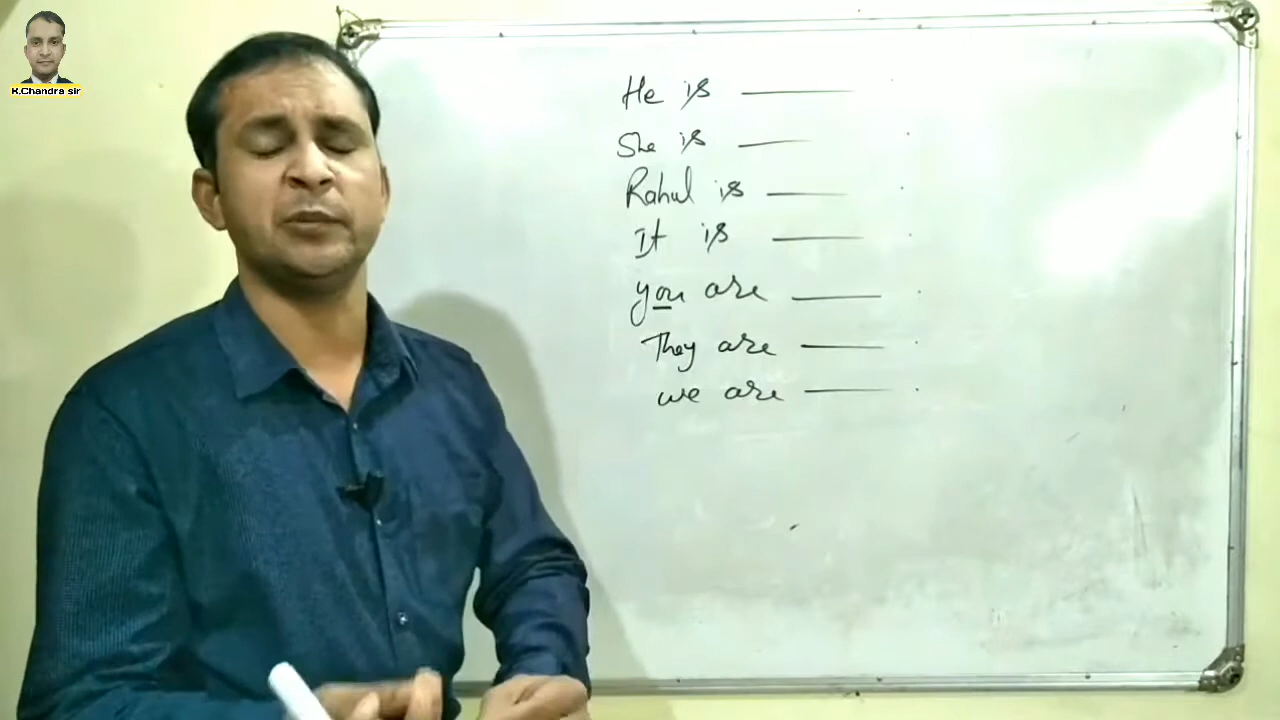 K.Chandra sir
He is ______
She is ______
Rahul is ______
It is ______
you are ______
They are ______
we are ______